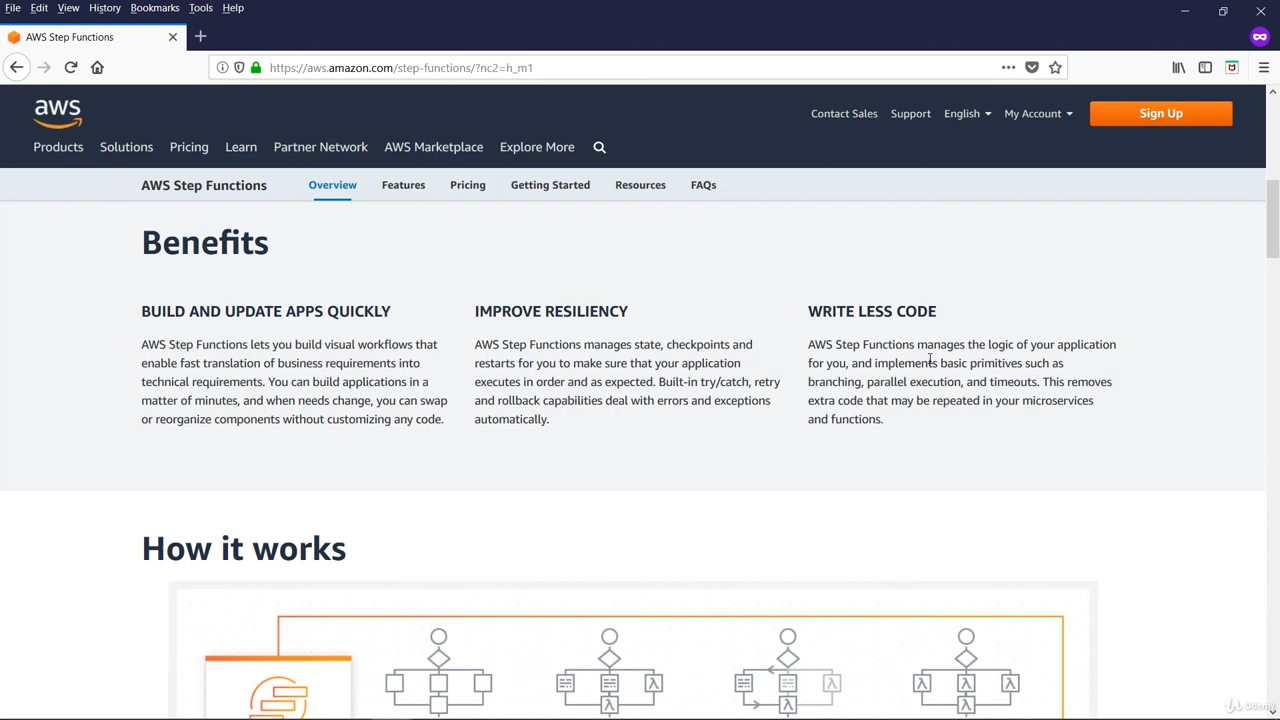 File Edit View History Bookmarks Tools Help
AWS Step Functions
https://aws.amazon.com/step-functions/?nc2=h_m1
aws
Contact Sales Support English My Account Sign Up
Products Solutions Pricing Learn Partner Network AWS Marketplace Explore More
AWS Step Functions Overview Features Pricing Getting Started Resources FAQs
Benefits
BUILD AND UPDATE APPS QUICKLY
AWS Step Functions lets you build visual workflows that
enable fast translation of business requirements into
technical requirements. You can build applications in a
matter of minutes, and when needs change, you can swap
or reorganize components without customizing any code.
IMPROVE RESILIENCY
AWS Step Functions manages state, checkpoints and
restarts for you to make sure that your application
executes in order and as expected. Built-in try/catch, retry
and rollback capabilities deal with errors and exceptions
automatically.
WRITE LESS CODE
AWS Step Functions manages the logic of your application
for you, and implements basic primitives such as
branching, parallel execution, and timeouts. This removes
extra code that may be repeated in your microservices
and functions.
How it works
λ
λ
λ
λ λ λ
λ
Udemy